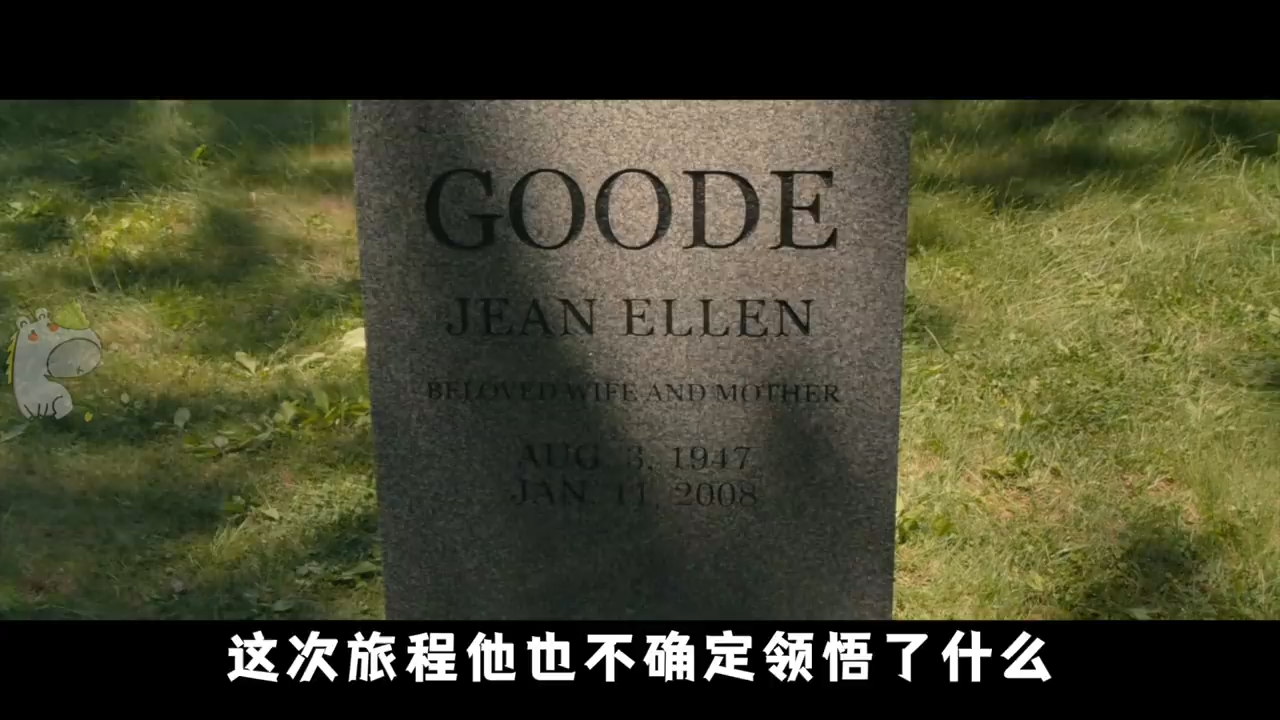 GOODE
JEAN ELLEN
BELOVED WIFE AND MOTHER
AUG. 3, 1947
JAN. 11, 2008
这次旅程他也不确定领悟了什么